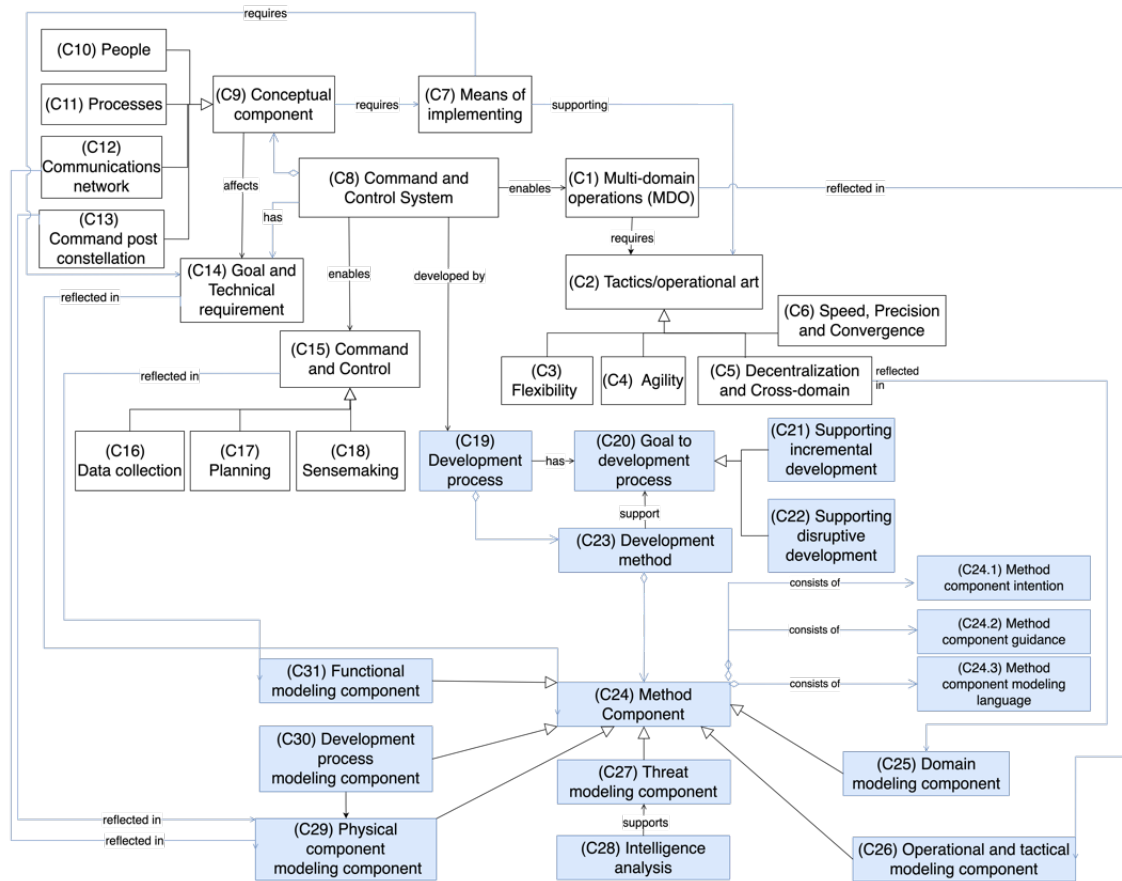 requires
(C10) People
(C9) Conceptual
component
(C7) Means of
implementing
(C11) Processes
requires
supporting
(C12)
Communications
network
(C8) Command and
Control System
enables
(C1) Multi-domain
operations (MDO)
reflected in
affects
has
requires
(C13)
Command post
constellation
(C14) Goal and
Technical
requirement
enables
developed by
(C2) Tactics/operational art
reflected in
(C6) Speed, Precision
and Convergence
(C15) Command
and Control
reflected in
(C3)
Flexibility
(C4) Agility
(C5) Decentralization
and Cross-domain
reflected
in
(C16)
Data collection
(C17)
Planning
(C18)
Sensemaking
(C19)
Development
process
has
(C20) Goal to
development
process
(C21) Supporting
incremental
development
support
(C22) Supporting
disruptive
development
(C23) Development
method
consists of
(C24.1) Method
component intention
consists of
(C24.2) Method
component guidance
consists of
(C24.3) Method
component modeling
language
(C31) Functional
modeling component
(C24) Method
Component
(C30) Development
process
modeling component
(C27) Threat
modeling component
(C25) Domain
modeling component
reflected in
reflected in
(C29) Physical
component
modeling component
supports
(C28) Intelligence
analysis
(C26) Operational and tactical
modeling component